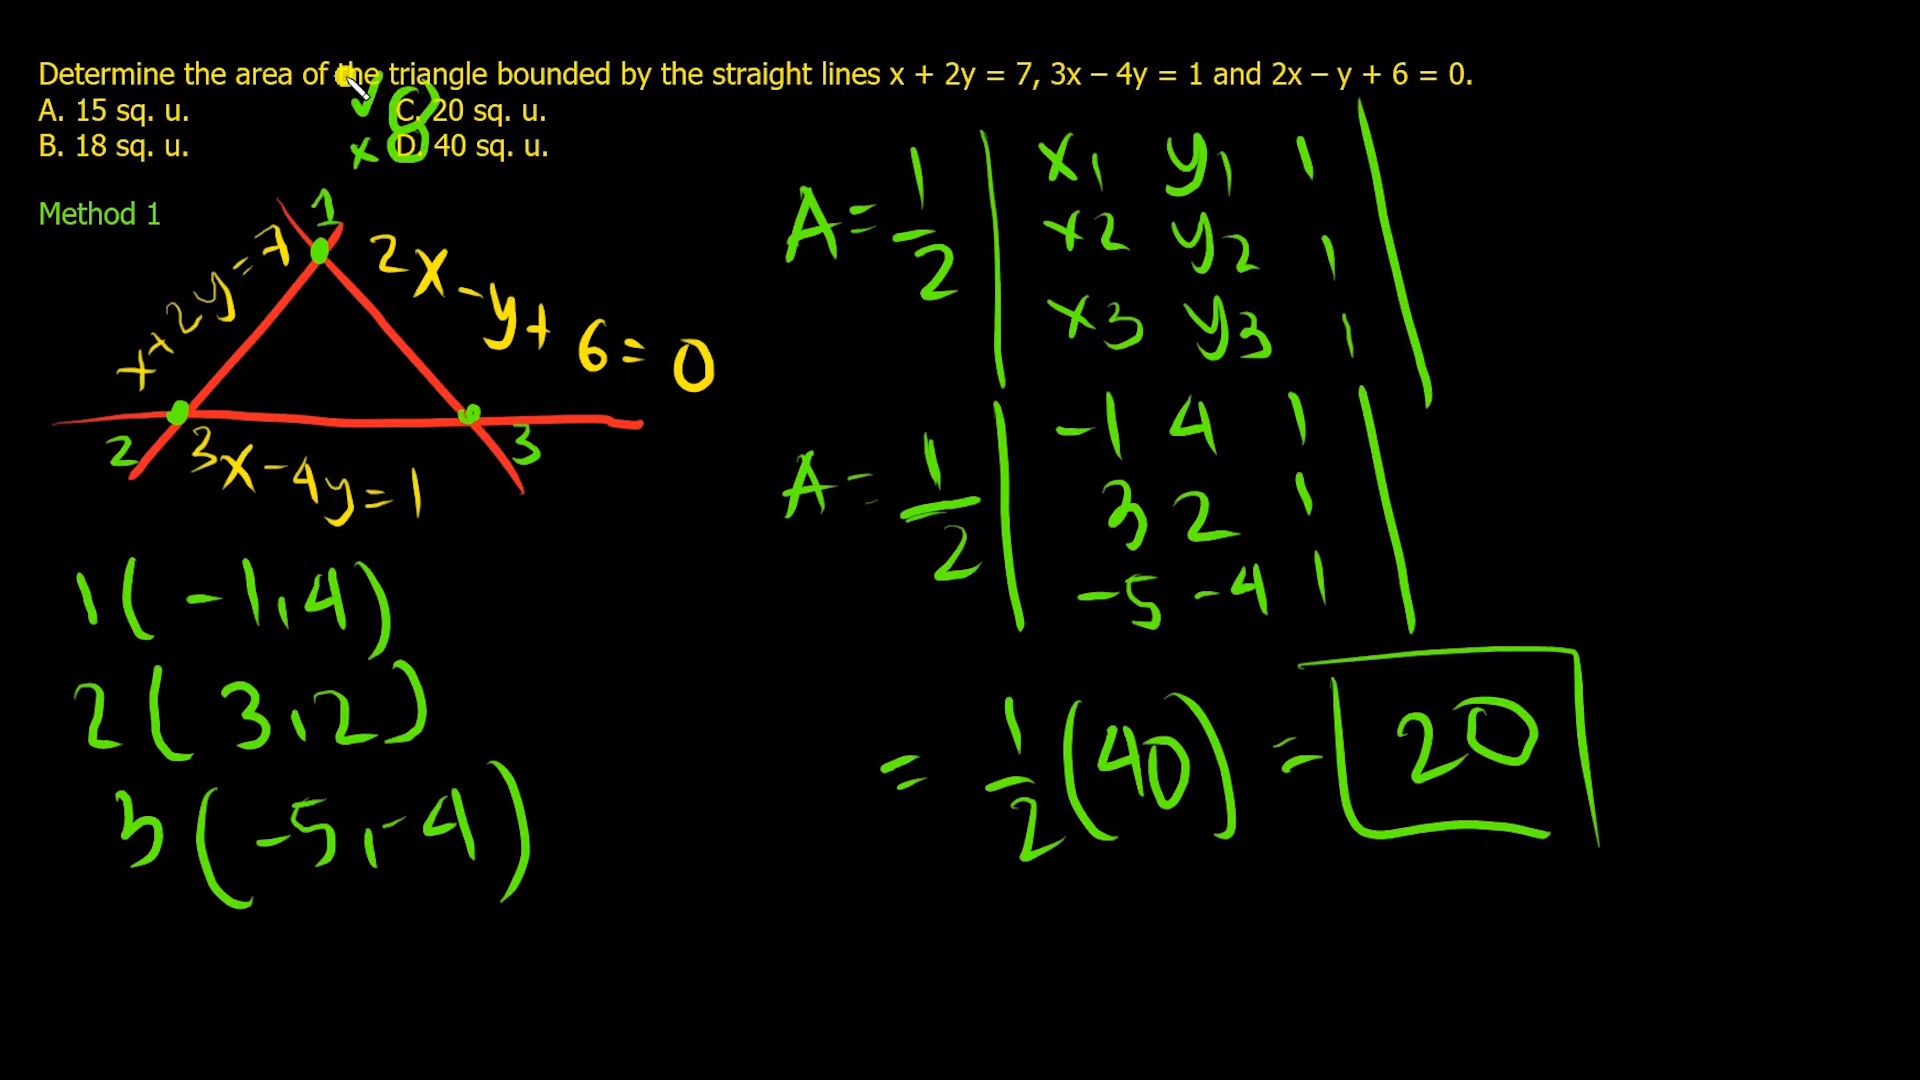 Determine the area of the triangle bounded by the straight lines x + 2y = 7, 3x – 4y = 1 and 2x – y + 6 = 0.
A. 15 sq. u. C. 20 sq. u.
B. 18 sq. u. D. 40 sq. u.
√8
x 8
Method 1
1
x+2y=7
2x-y+6=0
2
3x-4y=1
3
1(-1,4)
2(3,2)
3(-5,-4)
A=1/2 | x1 y1 1
x2 y2 1
x3 y3 1 |
A=1/2 | -1 4 1
3 2 1
-5 -4 1 |
= 1/2 (40) = 20